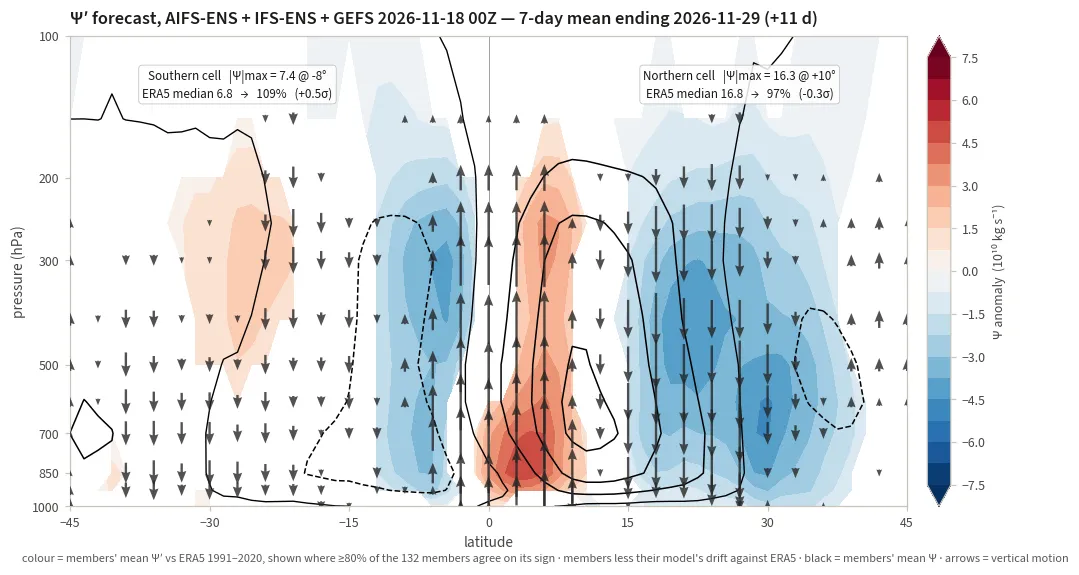 Ψ′ forecast, AIFS-ENS + IFS-ENS + GEFS 2026-11-18 00Z — 7-day mean ending 2026-11-29 (+11 d)
Southern cell |Ψ|max = 7.4 @ -8°
ERA5 median 6.8 → 109% (+0.5σ)
Northern cell |Ψ|max = 16.3 @ +10°
ERA5 median 16.8 → 97% (-0.3σ)
pressure (hPa)
100
200
300
400
500
700
850
1000
−45
−30
−15
0
15
30
45
latitude
7.5
6.0
4.5
3.0
1.5
0.0
−1.5
−3.0
−4.5
−6.0
−7.5
Ψ anomaly (10¹⁰ kg s⁻¹)
colour = members' mean Ψ′ vs ERA5 1991–2020, shown where ≥80% of the 132 members agree on its sign · members less their model's drift against ERA5 · black = members' mean Ψ · arrows = vertical motion